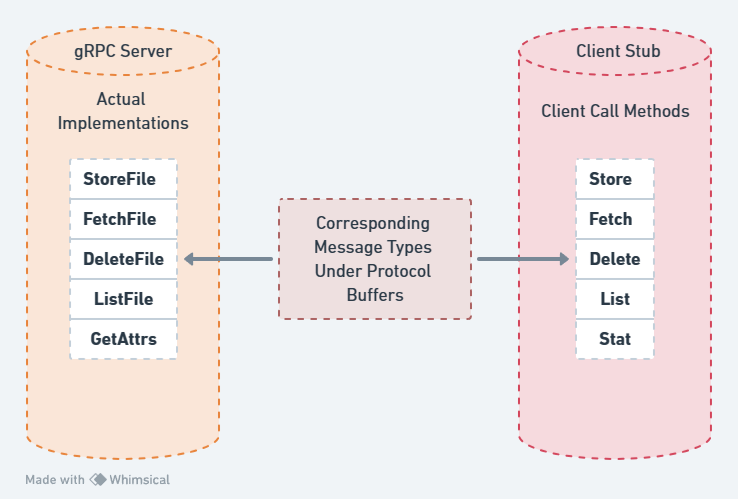 gRPC Server
Actual
Implementations
StoreFile
FetchFile
DeleteFile
ListFile
GetAttrs
Corresponding
Message Types
Under Protocol
Buffers
Client Stub
Client Call Methods
Store
Fetch
Delete
List
Stat
Made with Whimsical